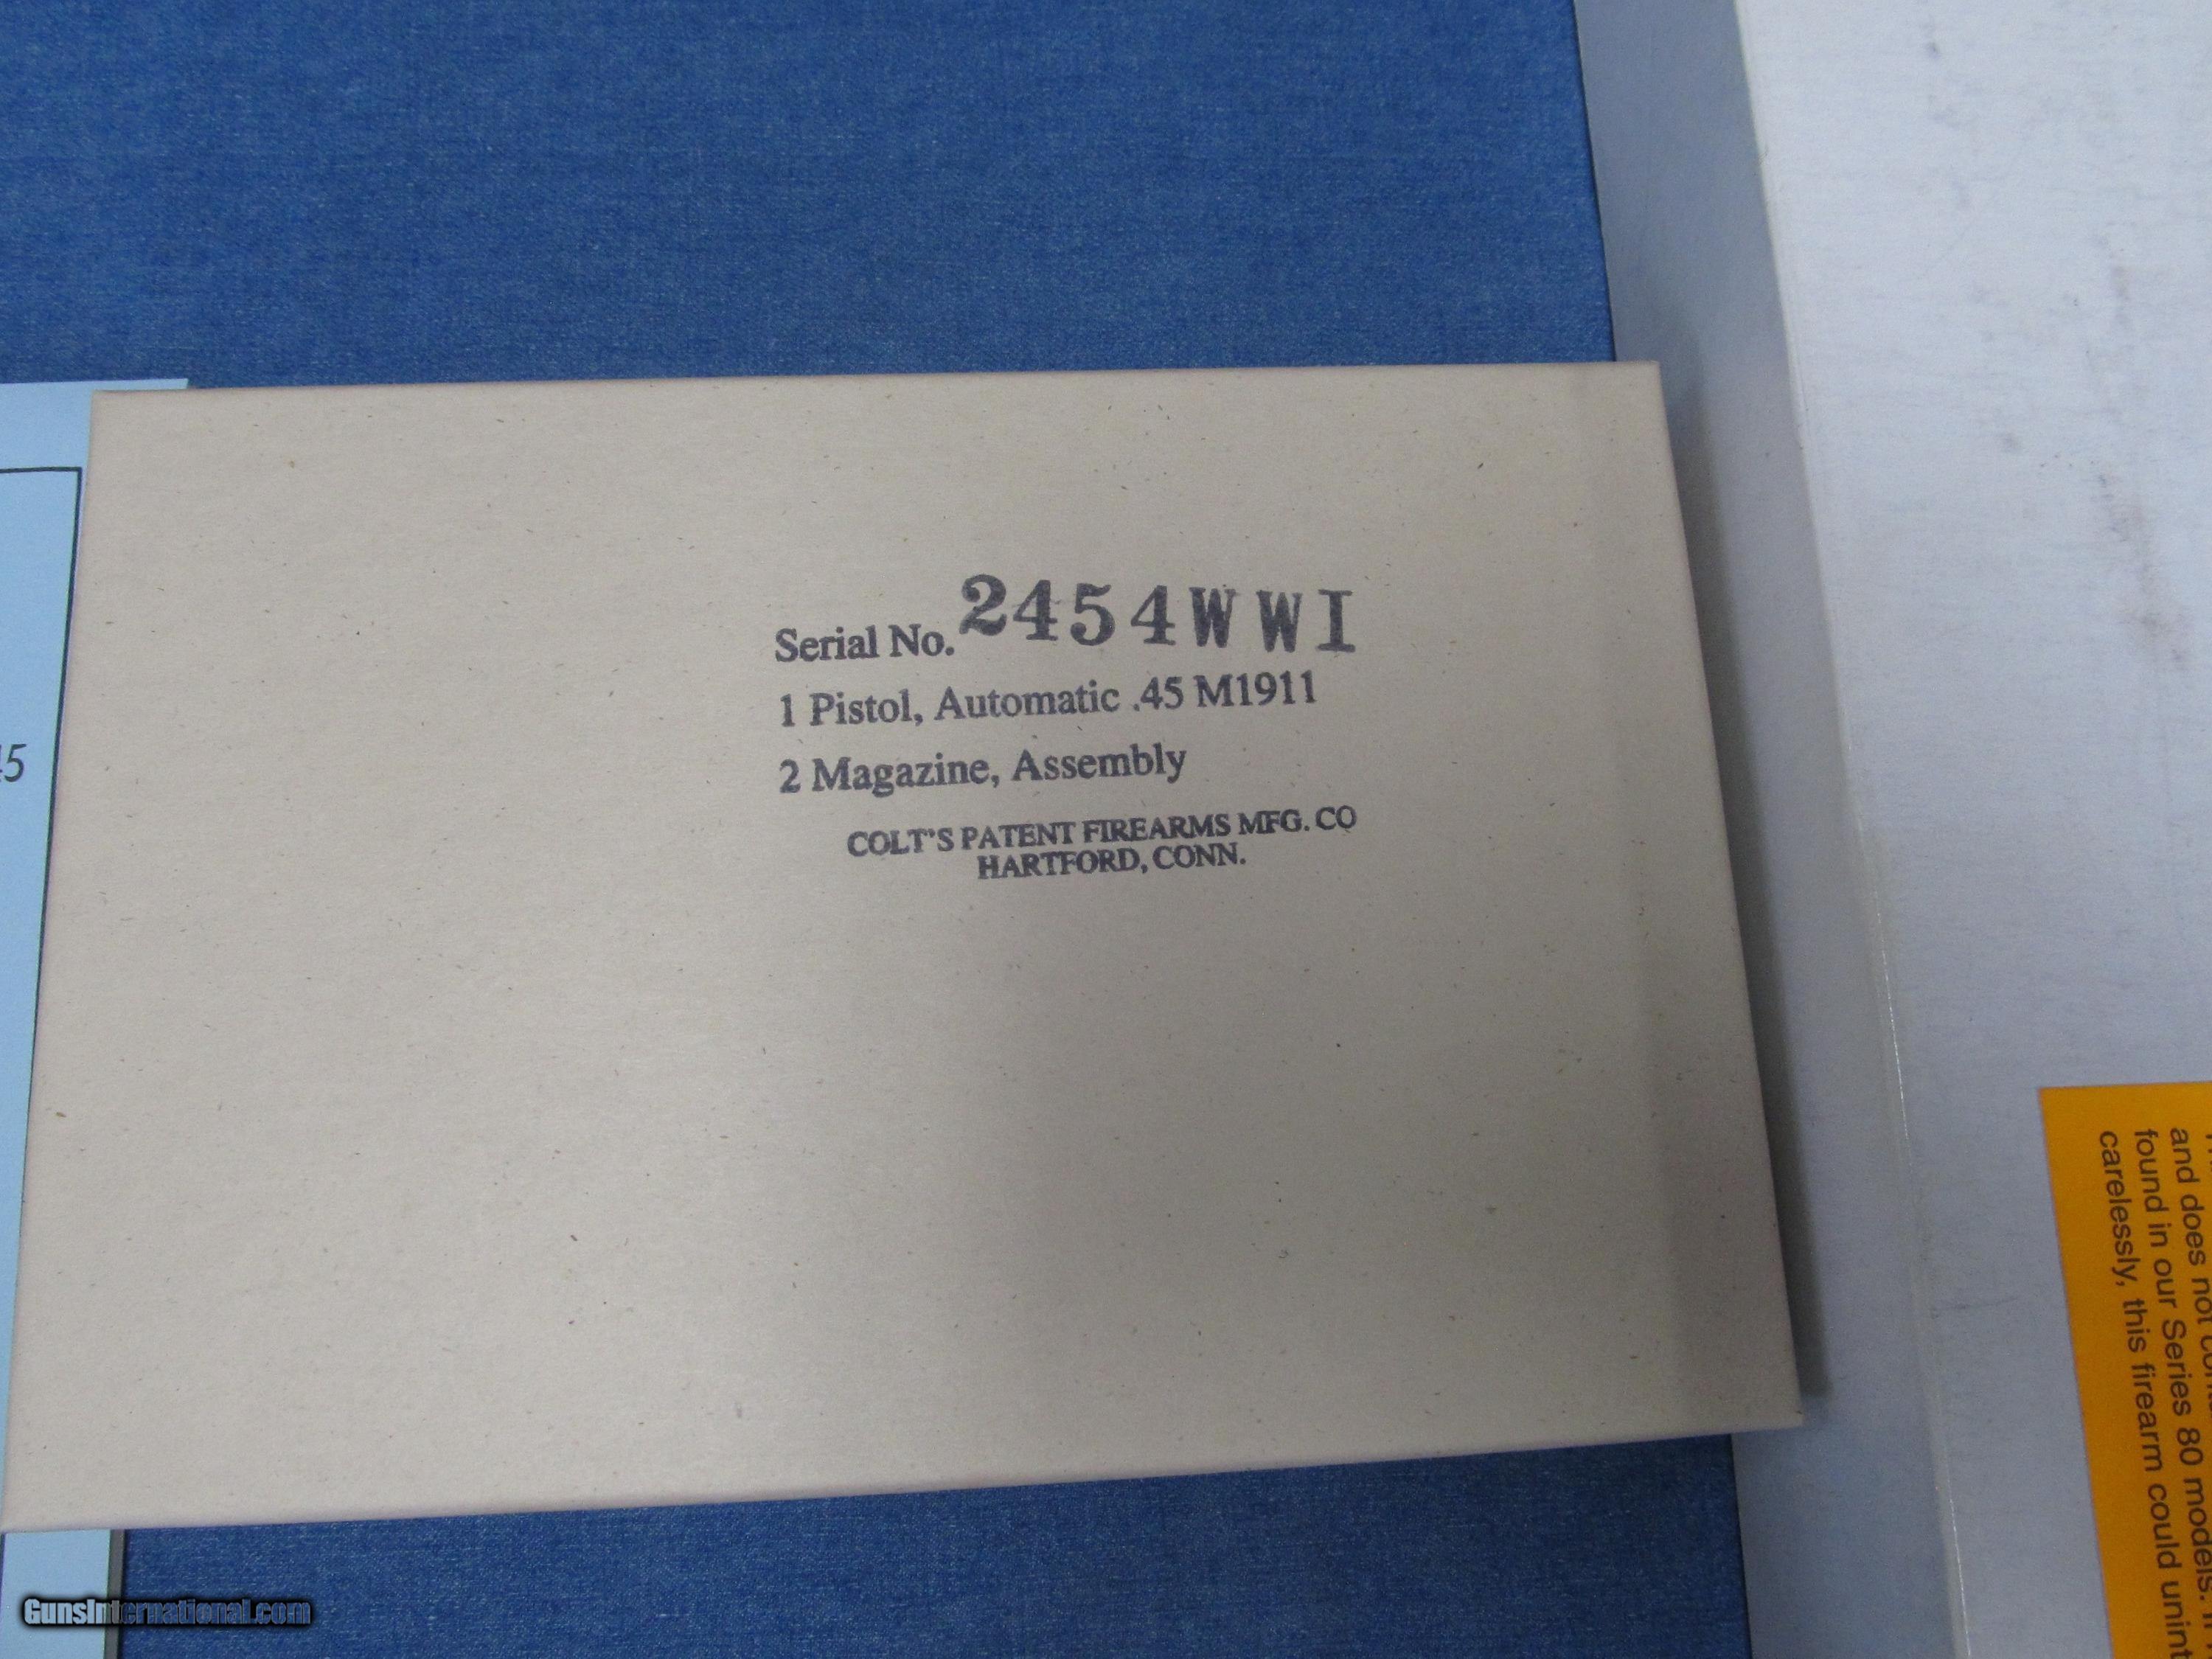 Serial No. 2454WWI
1 Pistol, Automatic .45 M1911
2 Magazine, Assembly
COLT'S PATENT FIREARMS MFG. CO
HARTFORD, CONN.
45
and does not
found in our Series 80 models.
carelessly, this firearm could
GunsInternational.com